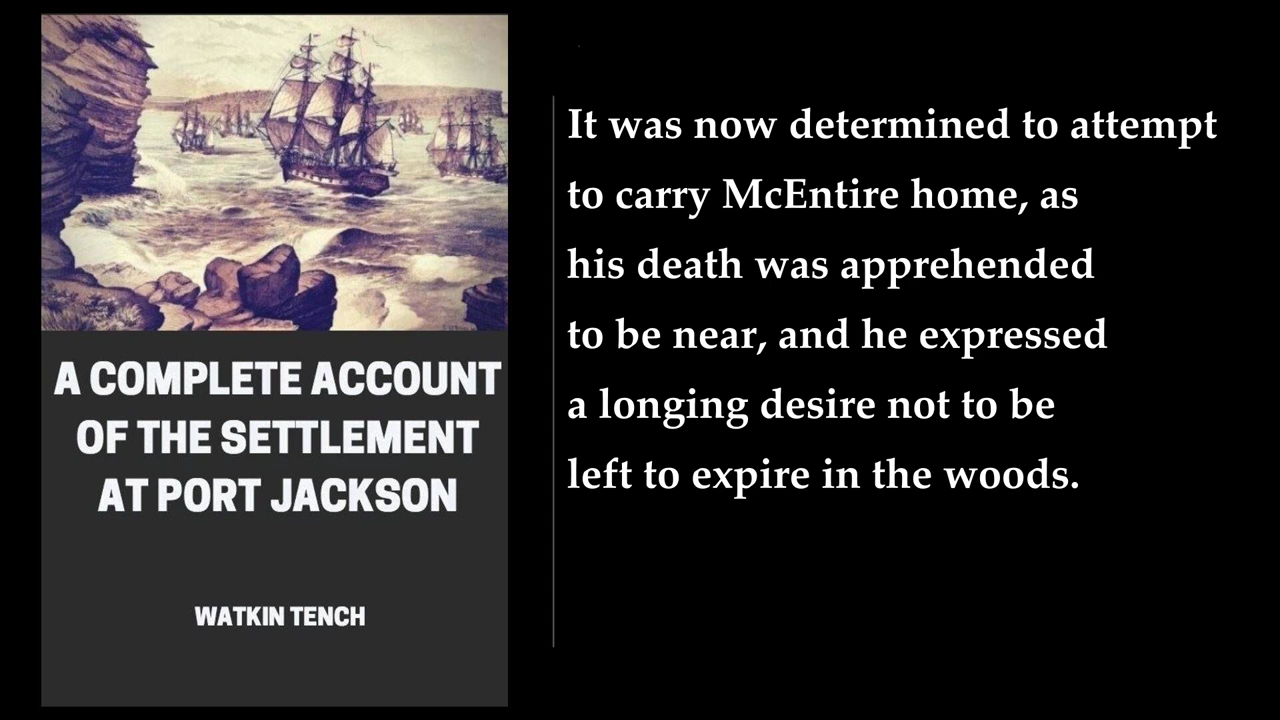 A COMPLETE ACCOUNT
OF THE SETTLEMENT
AT PORT JACKSON
WATKIN TENCH
It was now determined to attempt
to carry McEntire home, as
his death was apprehended
to be near, and he expressed
a longing desire not to be
left to expire in the woods.